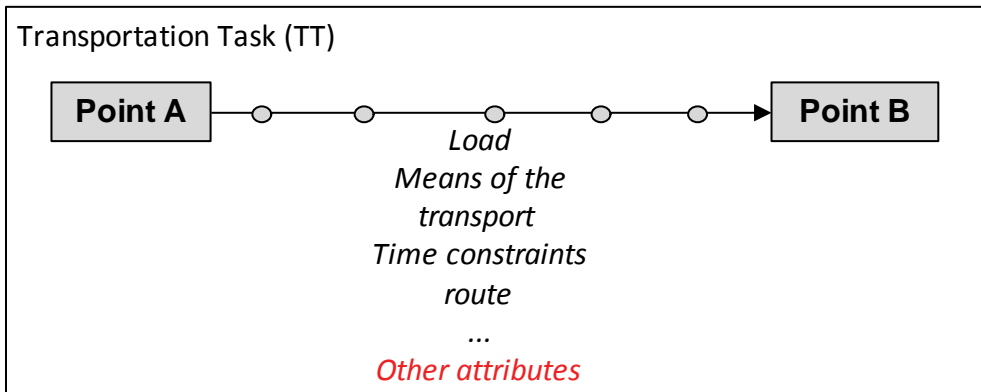 Transportation Task (TT)
Point A
Point B
Load
Means of the
transport
Time constraints
route
...
Other attributes